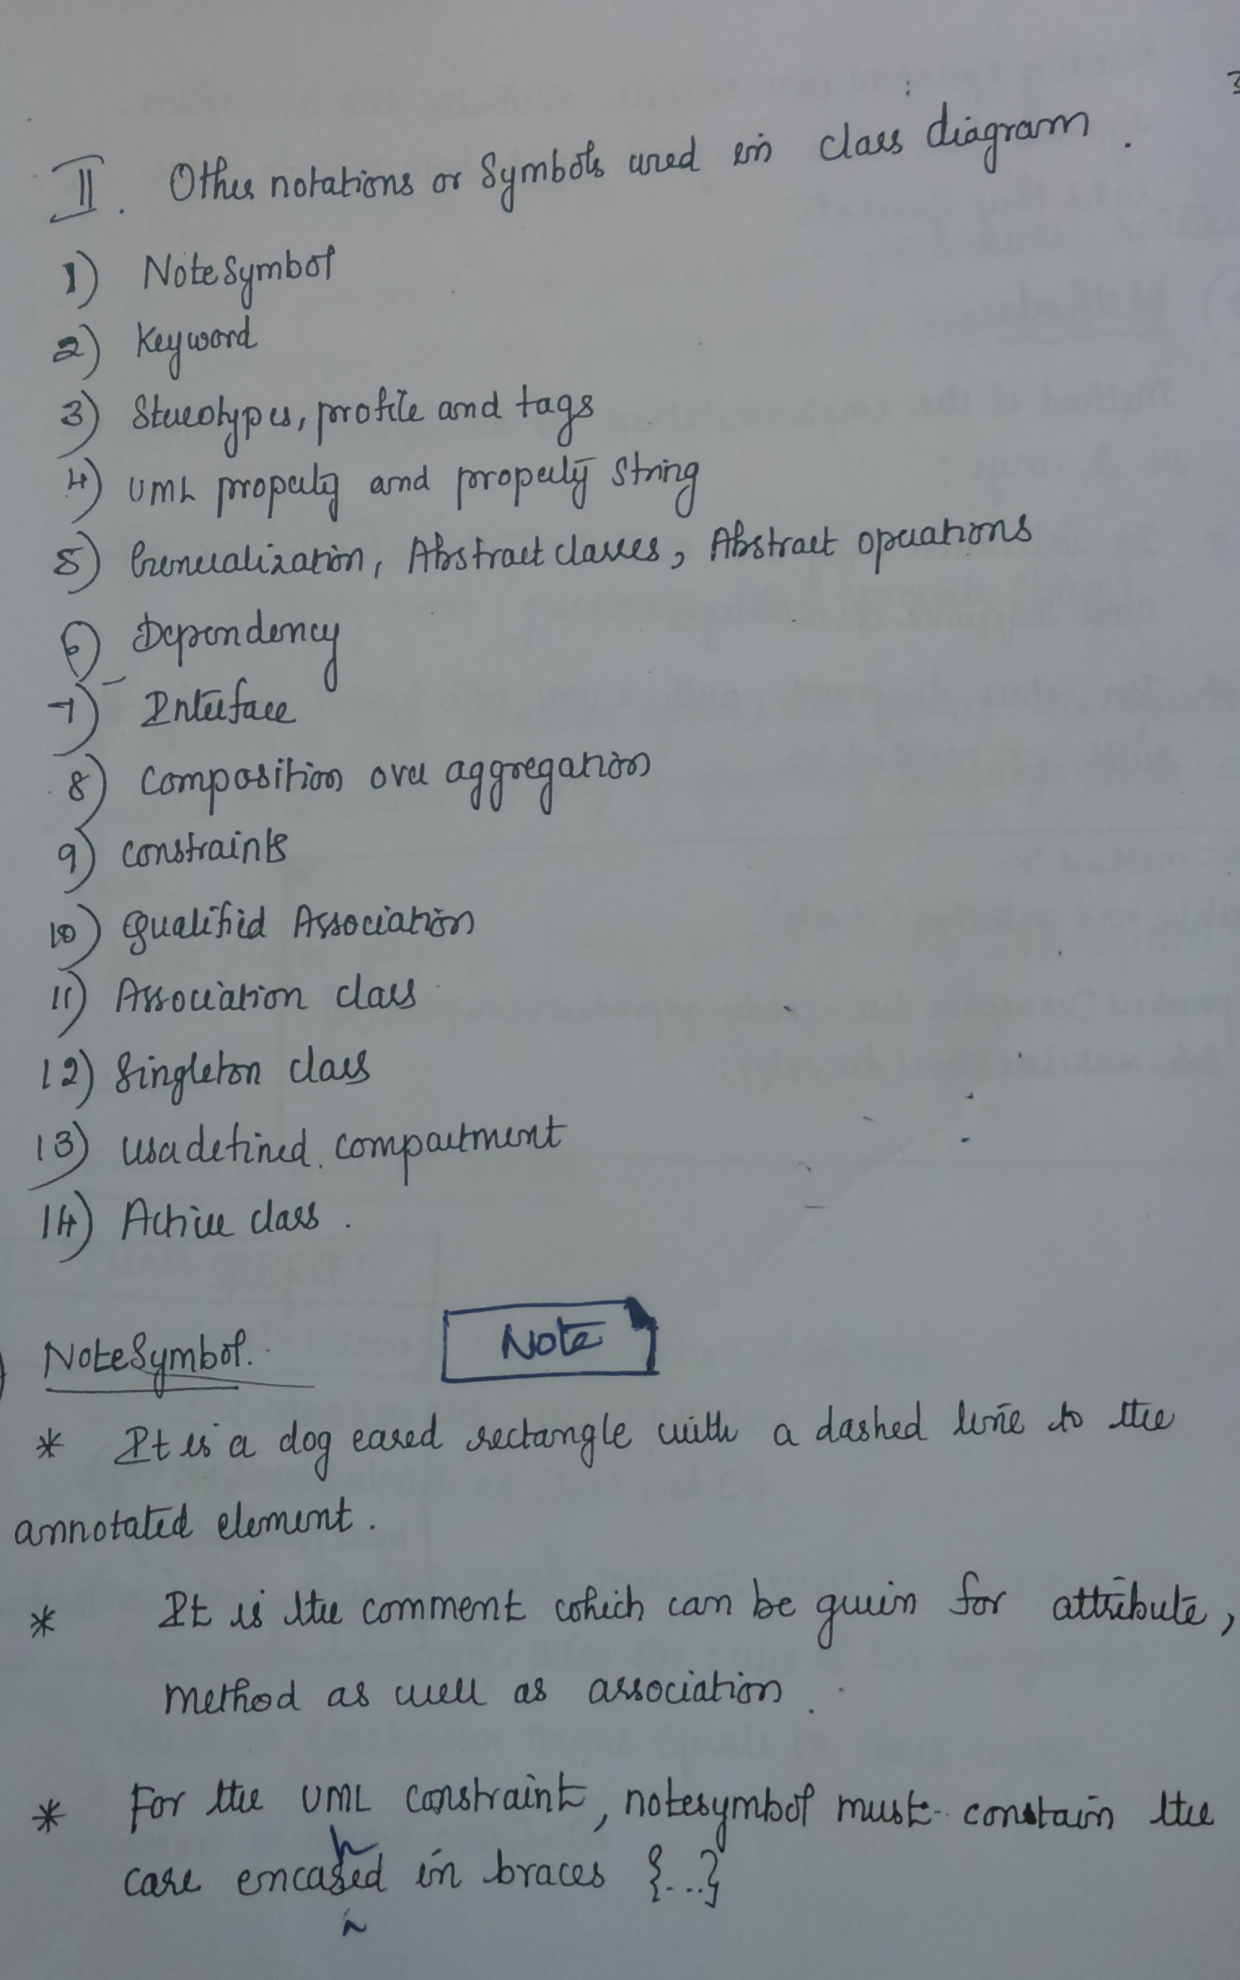 3
II. Other notations or Symbols used in class diagram.
1) Note Symbol
2) Keyword
3) Stereotypes, profile and tags
4) UML property and property string
5) Generalization, Abstract classes, Abstract operations
6) Dependency
7) Interface
8) Composition over aggregation
9) constraints
10) Qualified Association
11) Association class
12) Singleton class
13) userdefined compartment
14) Active class.
Note Symbol.
Note
* It is a dog eared rectangle with a dashed line to the
annotated element.
* It is the comment which can be given for attribute,
method as well as association.
* For the UML constraint, notesymbol must constain the
case encased in braces {...}